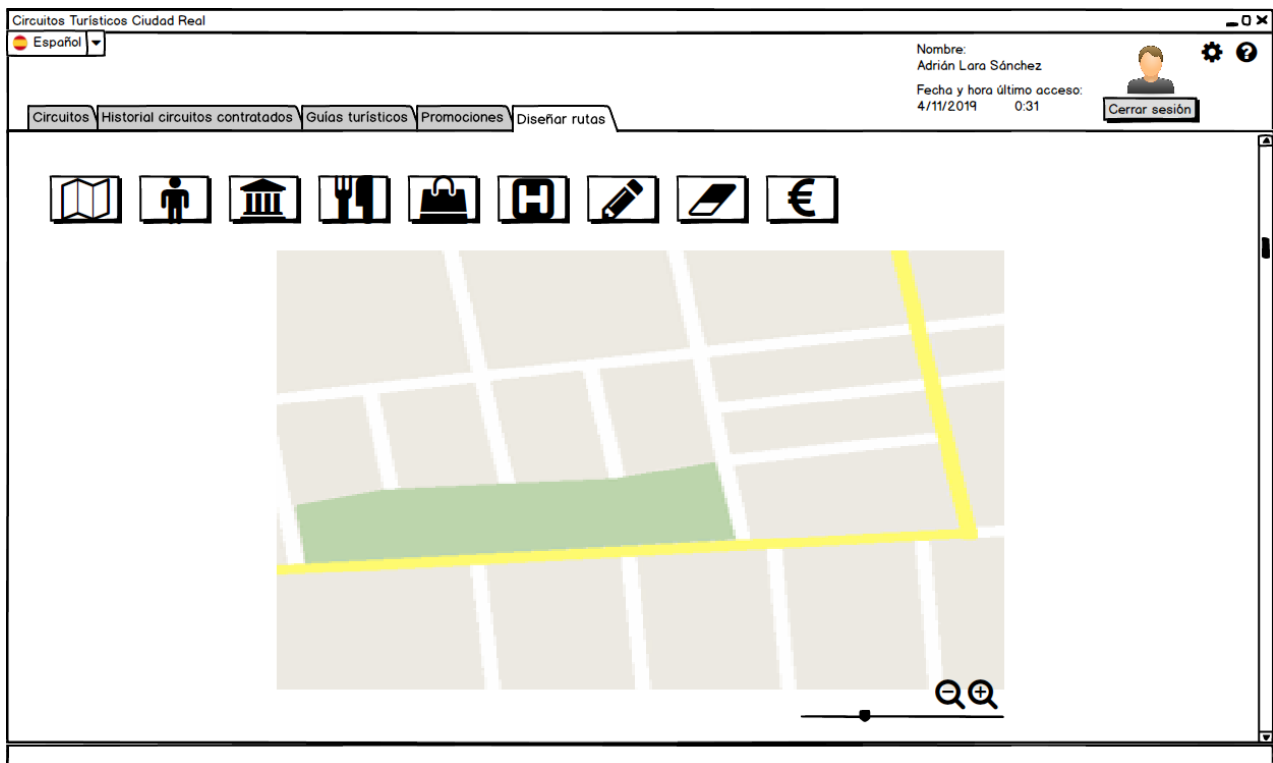 Circuitos Turísticos Ciudad Real
Español
Nombre:
Adrián Lara Sánchez
Fecha y hora último acceso:
4/11/2019 0:31
Cerrar sesión
Circuitos
Historial circuitos contratados
Guías turísticos
Promociones
Diseñar rutas